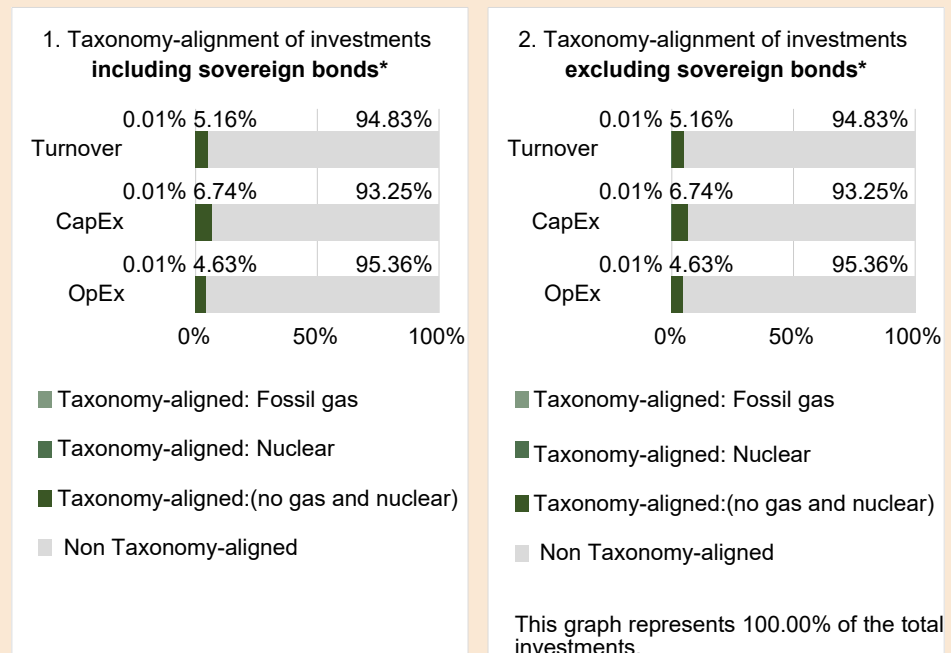 1. Taxonomy-alignment of investments
including sovereign bonds*
0.01% 5.16% 94.83%
Turnover
0.01% 6.74% 93.25%
CapEx
0.01% 4.63% 95.36%
OpEx
0% 50% 100%
Taxonomy-aligned: Fossil gas
Taxonomy-aligned: Nuclear
Taxonomy-aligned:(no gas and nuclear)
Non Taxonomy-aligned
2. Taxonomy-alignment of investments
excluding sovereign bonds*
0.01% 5.16% 94.83%
Turnover
0.01% 6.74% 93.25%
CapEx
0.01% 4.63% 95.36%
OpEx
0% 50% 100%
Taxonomy-aligned: Fossil gas
Taxonomy-aligned: Nuclear
Taxonomy-aligned:(no gas and nuclear)
Non Taxonomy-aligned
This graph represents 100.00% of the total
investments.